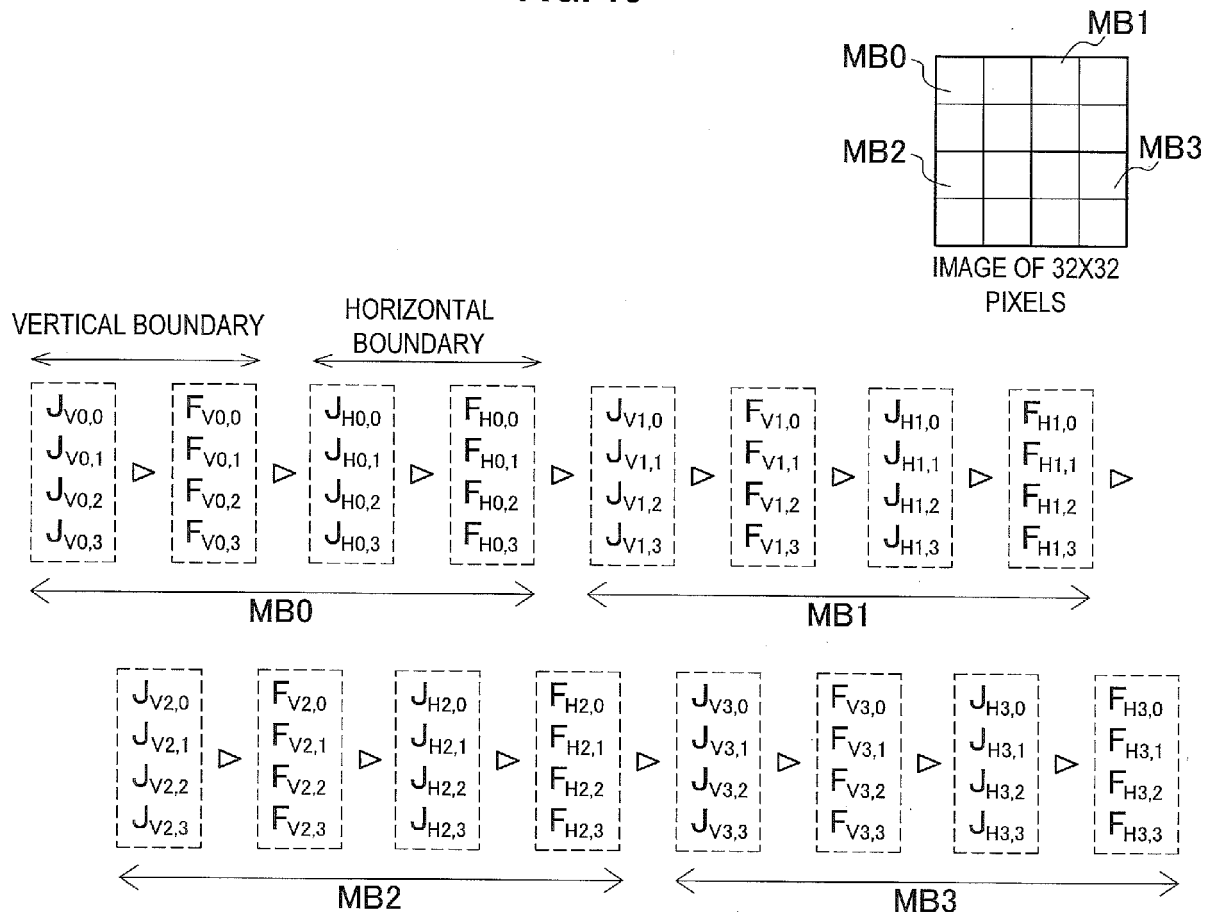 MB1
MB0
MB2
MB3
IMAGE OF 32X32
PIXELS
VERTICAL BOUNDARY
HORIZONTAL
BOUNDARY
JV0,0 FV0,0 JH0,0 FH0,0 JV1,0 FV1,0 JH1,0 FH1,0
JV0,1 FV0,1 JH0,1 FH0,1 JV1,1 FV1,1 JH1,1 FH1,1
JV0,2 FV0,2 JH0,2 FH0,2 JV1,2 FV1,2 JH1,2 FH1,2
JV0,3 FV0,3 JH0,3 FH0,3 JV1,3 FV1,3 JH1,3 FH1,3
MB0 MB1
JV2,0 FV2,0 JH2,0 FH2,0 JV3,0 FV3,0 JH3,0 FH3,0
JV2,1 FV2,1 JH2,1 FH2,1 JV3,1 FV3,1 JH3,1 FH3,1
JV2,2 FV2,2 JH2,2 FH2,2 JV3,2 FV3,2 JH3,2 FH3,2
JV2,3 FV2,3 JH2,3 FH2,3 JV3,3 FV3,3 JH3,3 FH3,3
MB2 MB3